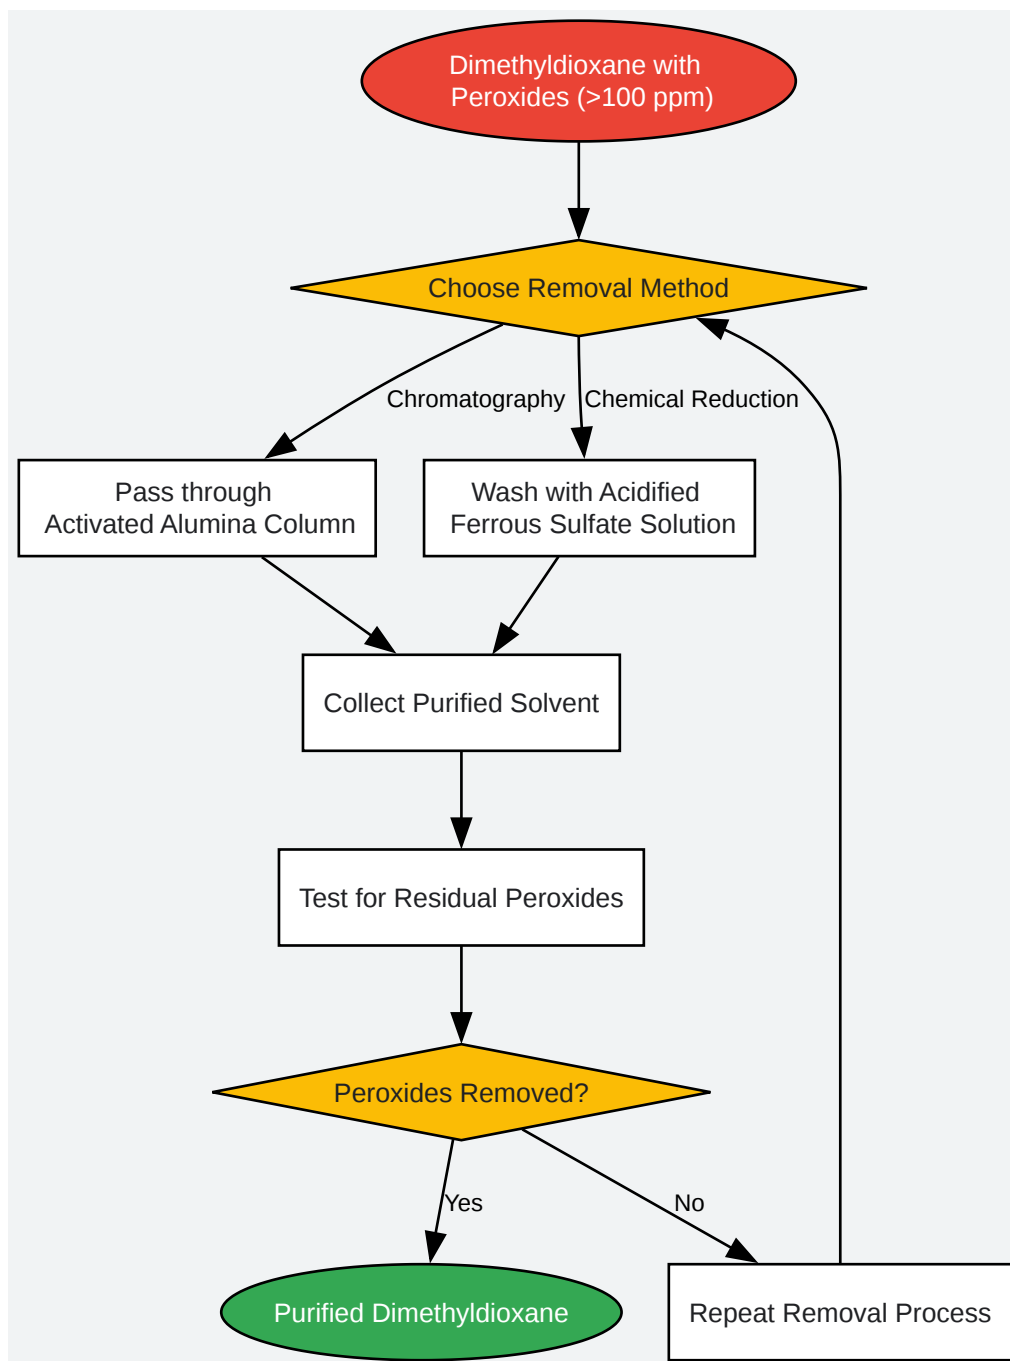 Dimethyldioxane with
Peroxides (>100 ppm)
Choose Removal Method
Chromatography
Chemical Reduction
Pass through
Activated Alumina Column
Wash with Acidified
Ferrous Sulfate Solution
Collect Purified Solvent
Test for Residual Peroxides
Peroxides Removed?
Yes
No
Purified Dimethyldioxane
Repeat Removal Process